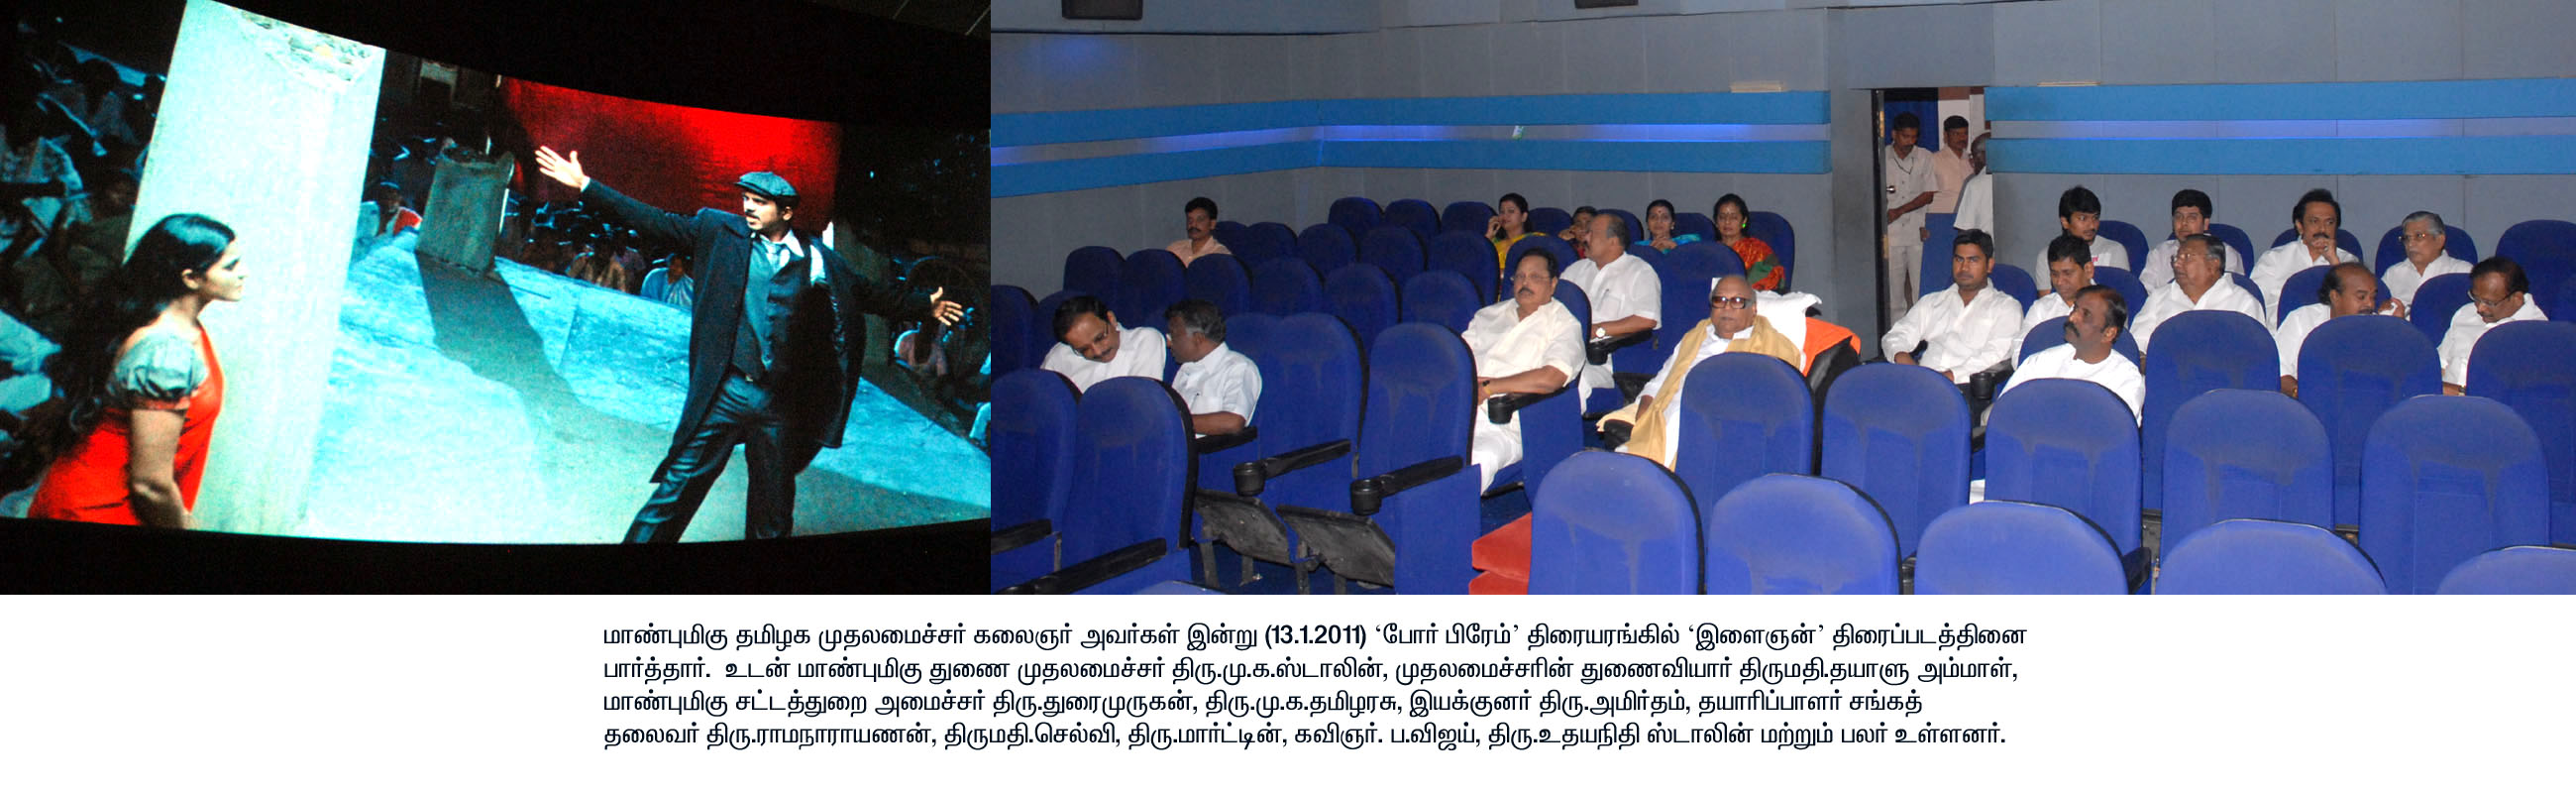 மாண்புமிகு தமிழக முதலமைச்சர் கலைஞர் அவர்கள் இன்று (13.1.2011) ‘போர் பிரேம்’ திரையரங்கில் ‘இளைஞன்’ திரைப்படத்தினை
பார்த்தார். உடன் மாண்புமிகு துணை முதலமைச்சர் திரு.மு.க.ஸ்டாலின், முதலமைச்சரின் துணைவியார் திருமதி.தயாளு அம்மாள்,
மாண்புமிகு சட்டத்துறை அமைச்சர் திரு.துரைமுருகன், திரு.மு.க.தமிழரசு, இயக்குனர் திரு.அமிர்தம், தயாரிப்பாளர் சங்கத்
தலைவர் திரு.ராமநாராயணன், திருமதி.செல்வி, திரு.மார்ட்டின், கவிஞர். ப.விஜய், திரு.உதயநிதி ஸ்டாலின் மற்றும் பலர் உள்ளனர்.